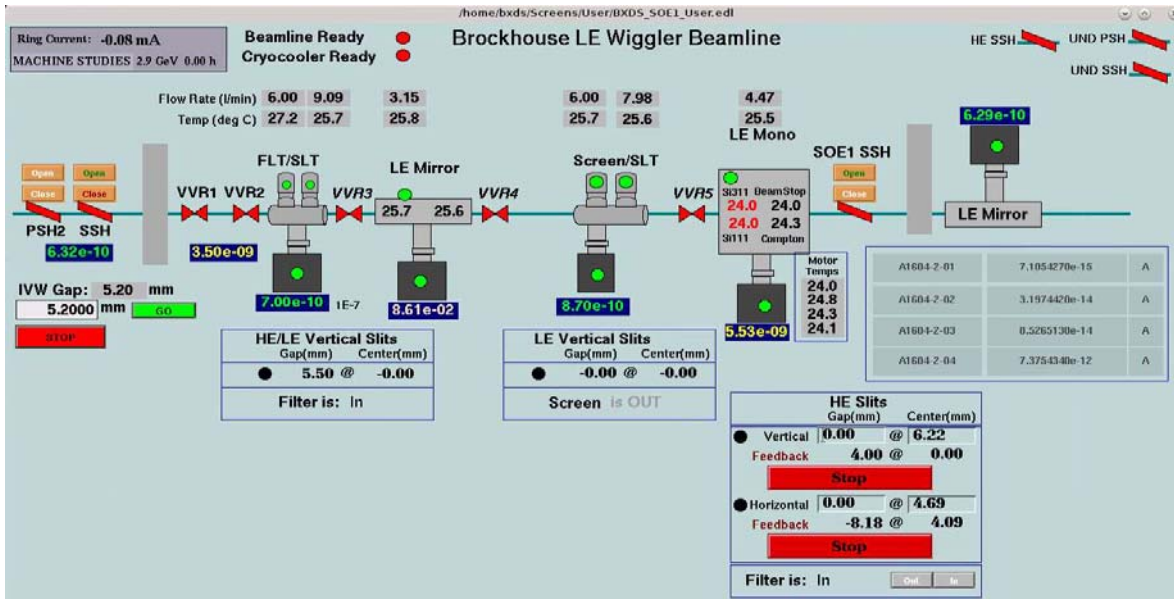 /home/bxds/Screens/User/BXDS_SOE1_User.edl
Ring Current: -0.08 mA
MACHINE STUDIES 2.9 GeV 0.00 h
Beamline Ready
Cryocooler Ready
Brockhouse LE Wiggler Beamline
HE SSH
UND PSH
UND SSH
Flow Rate (l/min) 6.00 9.09 3.15 6.00 7.98 4.47
Temp (deg C) 27.2 25.7 25.8 25.7 25.6 25.5
6.29e-10
LE Mono
FLT/SLT
LE Mirror
Screen/SLT
SOE1 SSH
Open Open
Close Close
VVR1 VVR2
VVR3
VVR4
VVR5
Si311 BeamStop
24.0 24.0
24.0 24.3
Si111 Compton
Open
Close
25.7 25.6
LE Mirror
PSH2 SSH
6.32e-10
3.50e-09
7.00e-10
1E-7
8.61e-02
8.70e-10
5.53e-09
Motor
Temps
24.0
24.8
24.3
24.1
IVW Gap: 5.20 mm
5.2000 mm GO
STOP
A1604-2-01 7.1054270e-15 A
A1604-2-02 3.1974420e-14 A
A1604-2-03 8.5265130e-14 A
A1604-2-04 7.3754340e-12 A
HE/LE Vertical Slits
Gap(mm) Center(mm)
5.50 @ -0.00
Filter is: In
LE Vertical Slits
Gap(mm) Center(mm)
-0.00 @ -0.00
Screen is OUT
HE Slits
Gap(mm) Center(mm)
Vertical 0.00 @ 6.22
Feedback 4.00 @ 0.00
Stop
Horizontal 0.00 @ 4.69
Feedback -8.18 @ 4.09
Stop
Filter is: In Out In